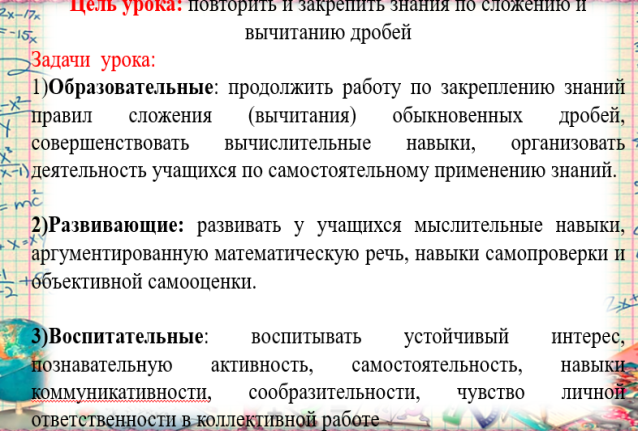 Цель урока: повторить и закрепить знания по сложению и
вычитанию дробей
Задачи урока:
1)Образовательные: продолжить работу по закреплению знаний
правил сложения (вычитания) обыкновенных дробей,
совершенствовать вычислительные навыки, организовать
деятельность учащихся по самостоятельному применению знаний.
2)Развивающие: развивать у учащихся мыслительные навыки,
аргументированную математическую речь, навыки самопроверки и
объективной самооценки.
3)Воспитательные: воспитывать устойчивый интерес,
познавательную активность, самостоятельность, навыки
коммуникативности, сообразительности, чувство личной
ответственности в коллективной работе